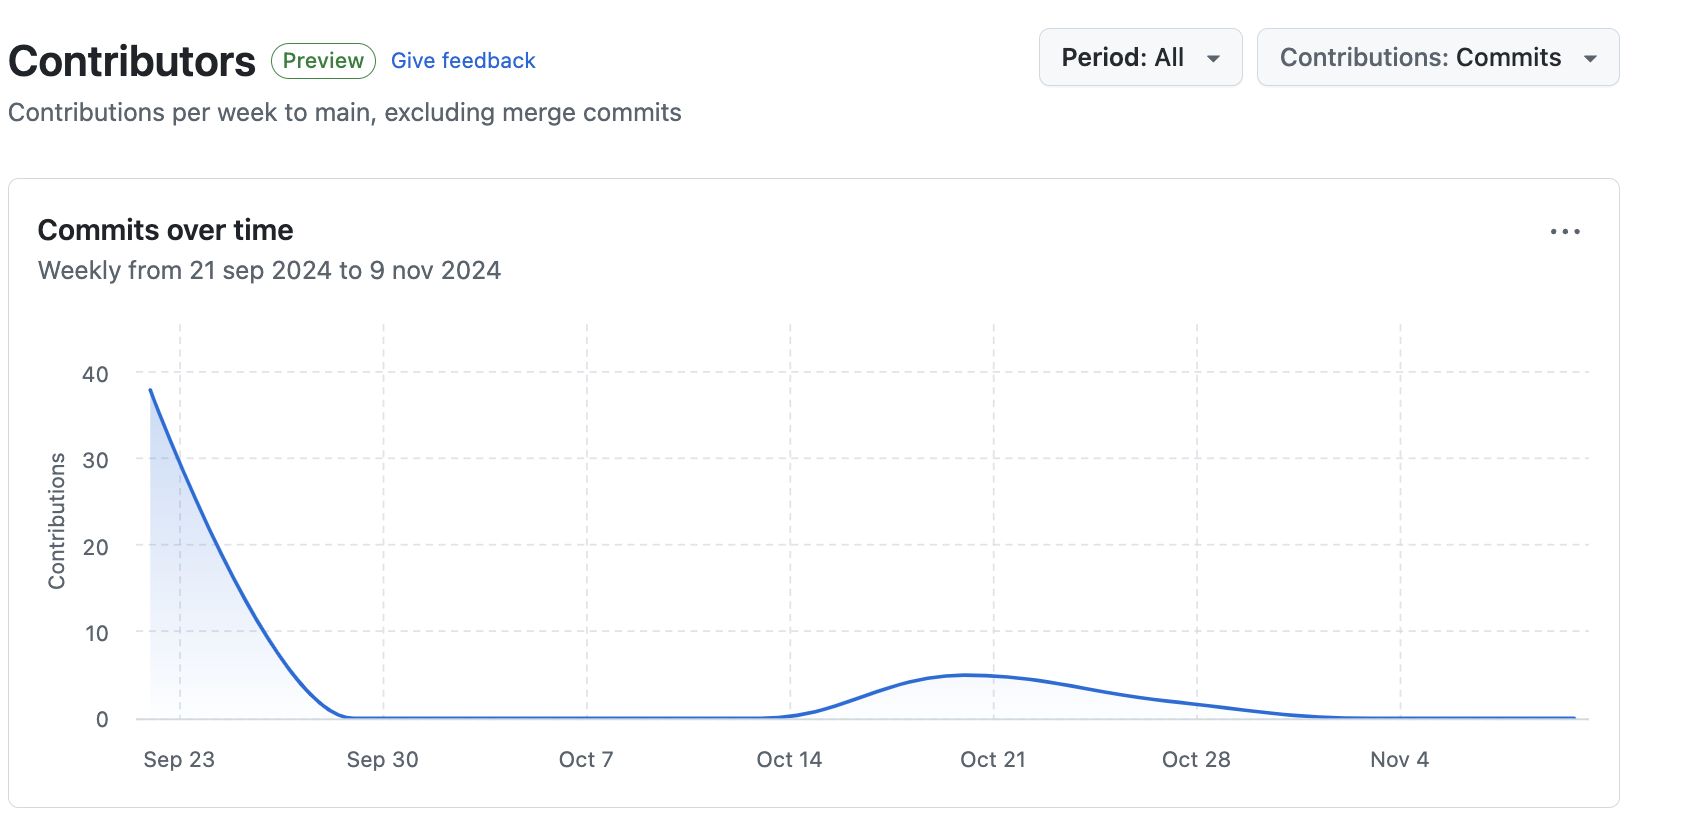 Contributors Preview Give feedback
Period: All
Contributions: Commits
Contributions per week to main, excluding merge commits
Commits over time
Weekly from 21 sep 2024 to 9 nov 2024
Contributions
40
30
20
10
0
Sep 23 Sep 30 Oct 7 Oct 14 Oct 21 Oct 28 Nov 4